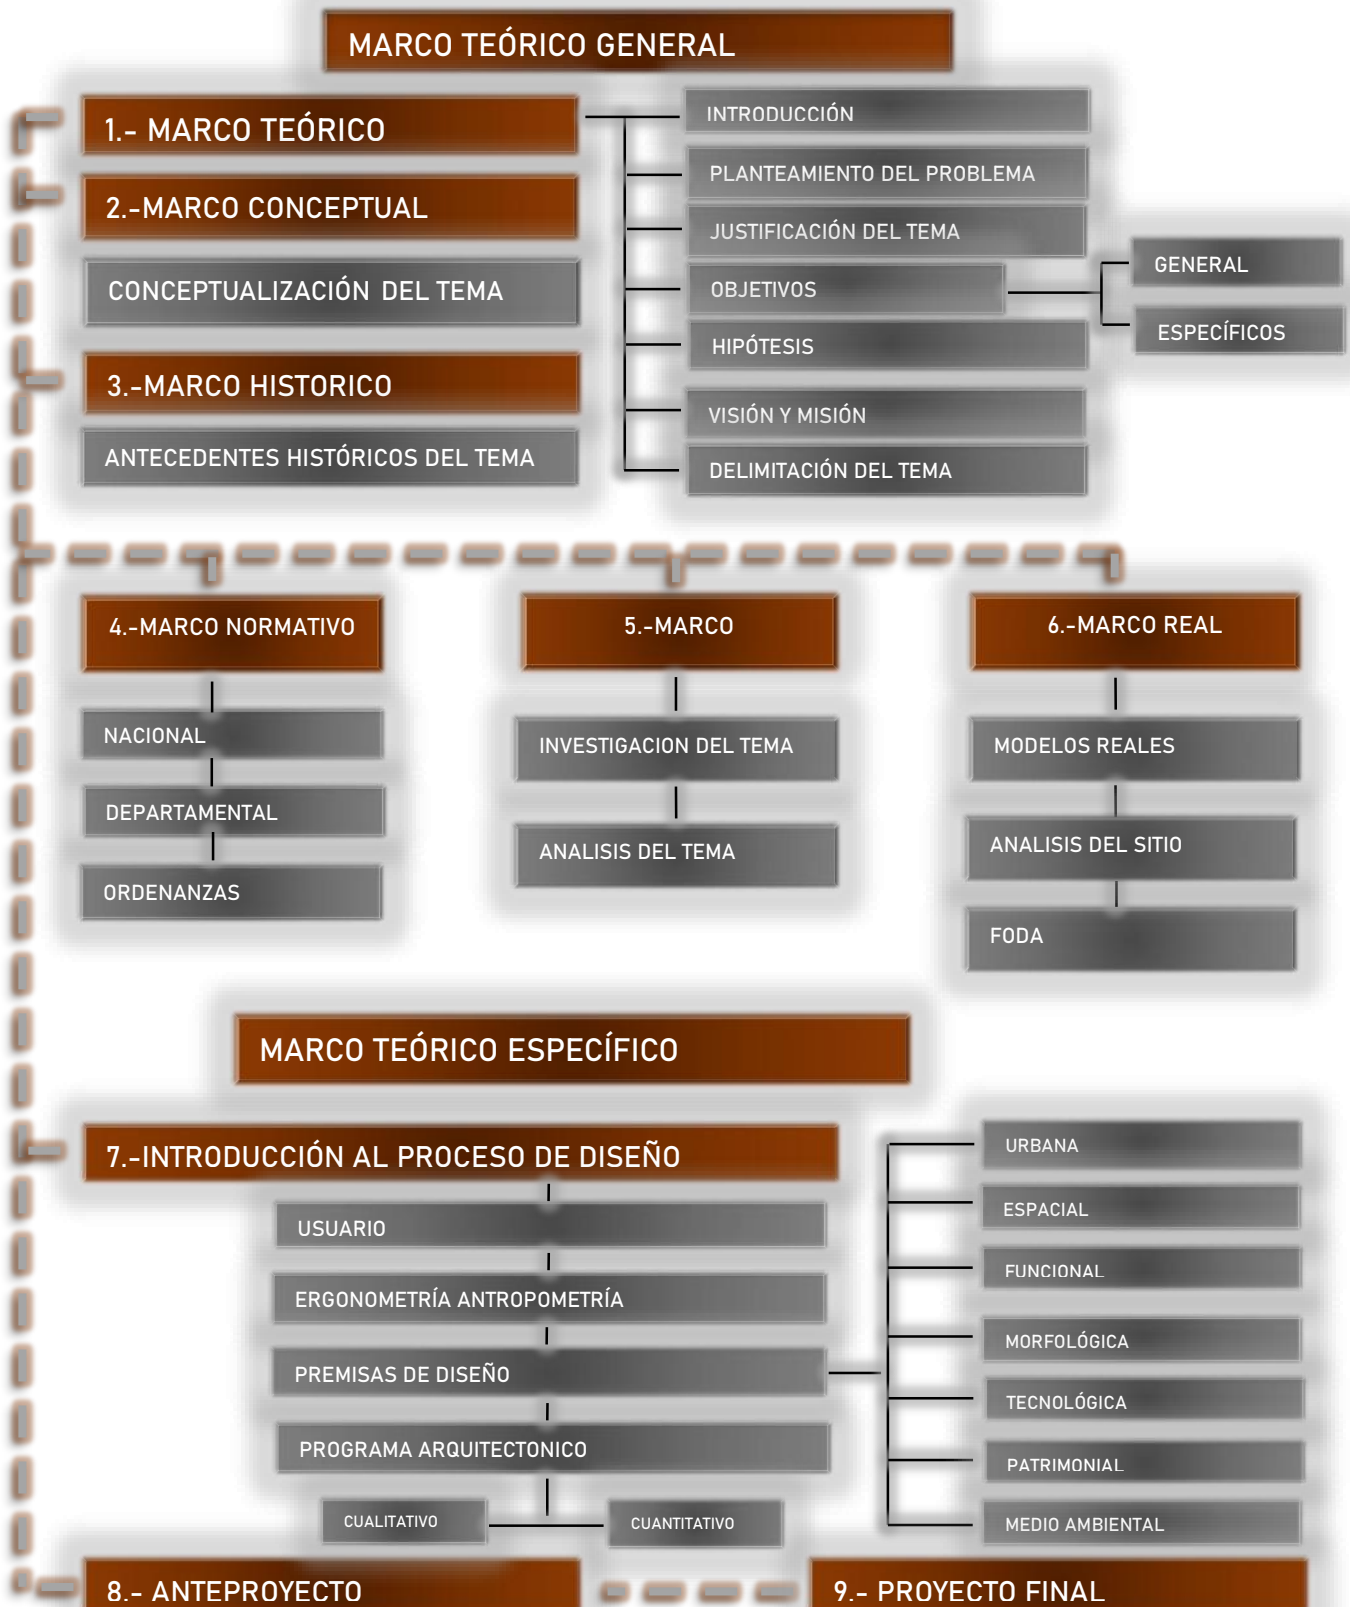 MARCO TEÓRICO GENERAL
1.- MARCO TEÓRICO
2.-MARCO CONCEPTUAL
CONCEPTUALIZACIÓN DEL TEMA
3.-MARCO HISTORICO
ANTECEDENTES HISTÓRICOS DEL TEMA
INTRODUCCIÓN
PLANTEAMIENTO DEL PROBLEMA
JUSTIFICACIÓN DEL TEMA
OBJETIVOS
GENERAL
ESPECÍFICOS
HIPÓTESIS
VISIÓN Y MISIÓN
DELIMITACIÓN DEL TEMA
4.-MARCO NORMATIVO
NACIONAL
DEPARTAMENTAL
ORDENANZAS
5.-MARCO
INVESTIGACION DEL TEMA
ANALISIS DEL TEMA
6.-MARCO REAL
MODELOS REALES
ANALISIS DEL SITIO
FODA
MARCO TEÓRICO ESPECÍFICO
7.-INTRODUCCIÓN AL PROCESO DE DISEÑO
USUARIO
ERGONOMETRÍA ANTROPOMETRÍA
PREMISAS DE DISEÑO
PROGRAMA ARQUITECTONICO
CUALITATIVO
CUANTITATIVO
URBANA
ESPACIAL
FUNCIONAL
MORFOLÓGICA
TECNOLÓGICA
PATRIMONIAL
MEDIO AMBIENTAL
8.- ANTEPROYECTO
9.- PROYECTO FINAL